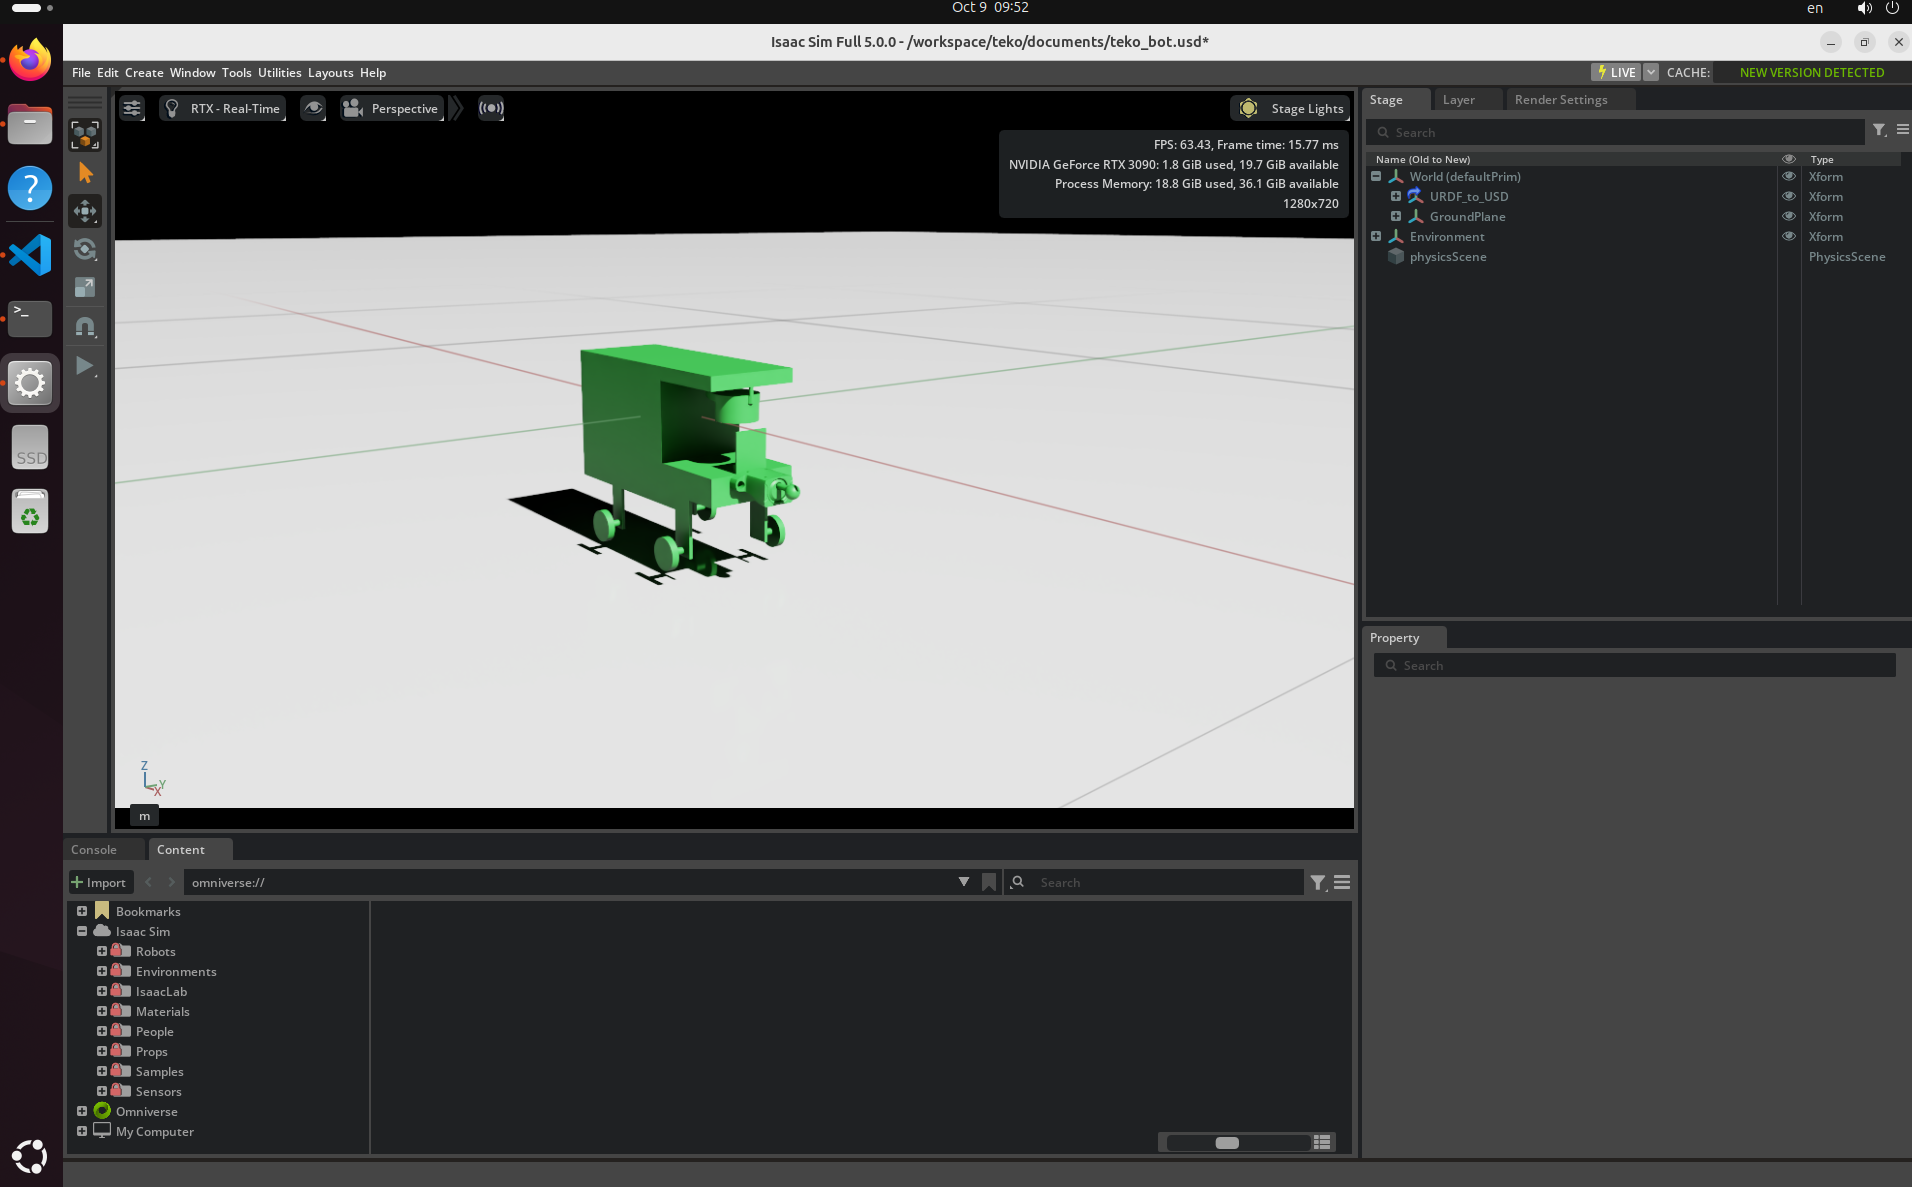 Oct 9 09:52
en
Isaac Sim Full 5.0.0 - /workspace/teko/documents/teko_bot.usd*
File Edit Create Window Tools Utilities Layouts Help
LIVE
CACHE:
NEW VERSION DETECTED
RTX - Real-Time
Perspective
Stage Lights
FPS: 63.43, Frame time: 15.77 ms
NVIDIA GeForce RTX 3090: 1.8 GiB used, 19.7 GiB available
Process Memory: 18.8 GiB used, 36.1 GiB available
1280x720
Z
Y
X
m
Stage
Layer
Render Settings
Search
Name (Old to New)
Type
World (defaultPrim)
Xform
URDF_to_USD
Xform
GroundPlane
Xform
Environment
Xform
physicsScene
PhysicsScene
Property
Search
Console
Content
Import
omniverse://
Search
Bookmarks
Isaac Sim
Robots
Environments
IsaacLab
Materials
People
Props
Samples
Sensors
Omniverse
My Computer
?
>_
SSD